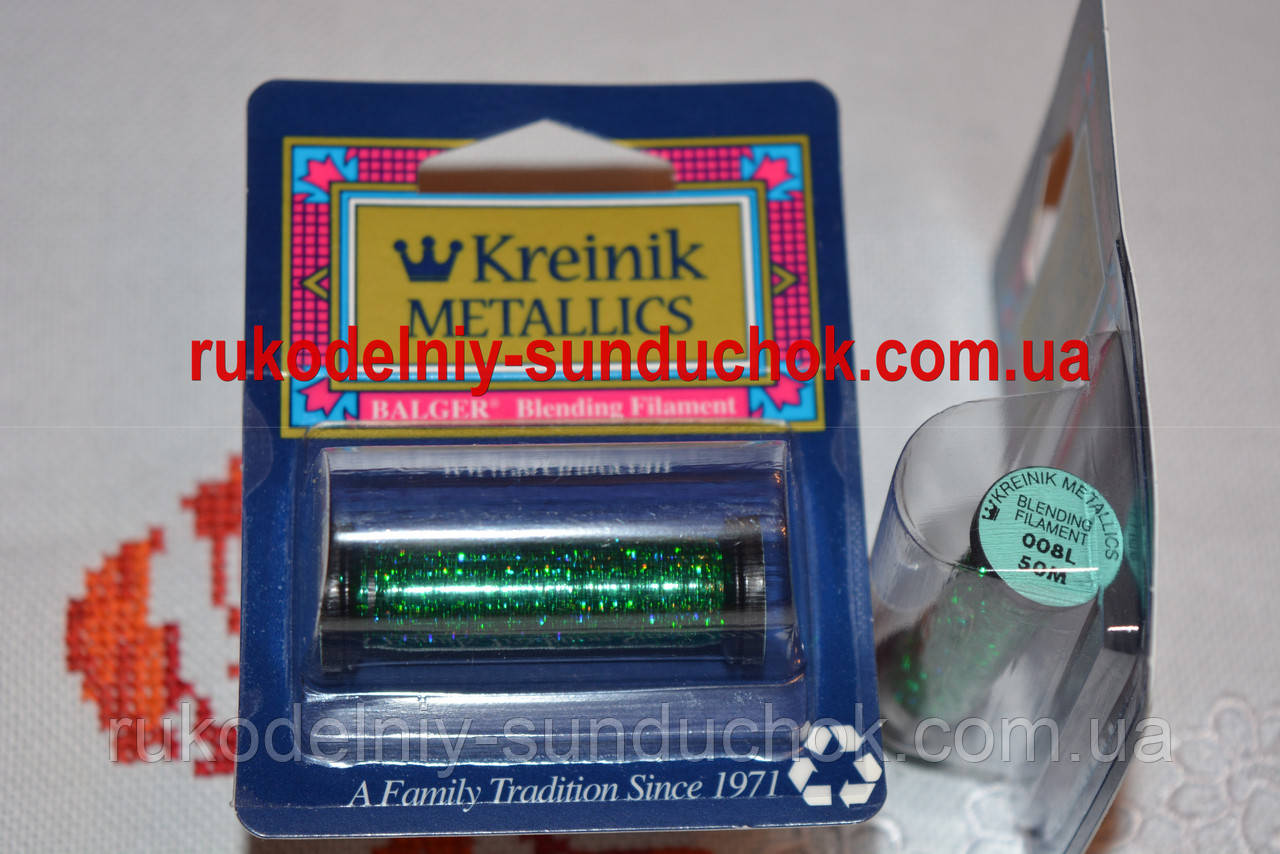 Kreinik
METALLICS
rukodelniy-sunduchok.com.ua
BALGER® Blending Filament
KREINIK METALLICS
BLENDING
FILAMENT
008L
50M
rukodelniy-sunduchok.com.ua
A Family Tradition Since 1971